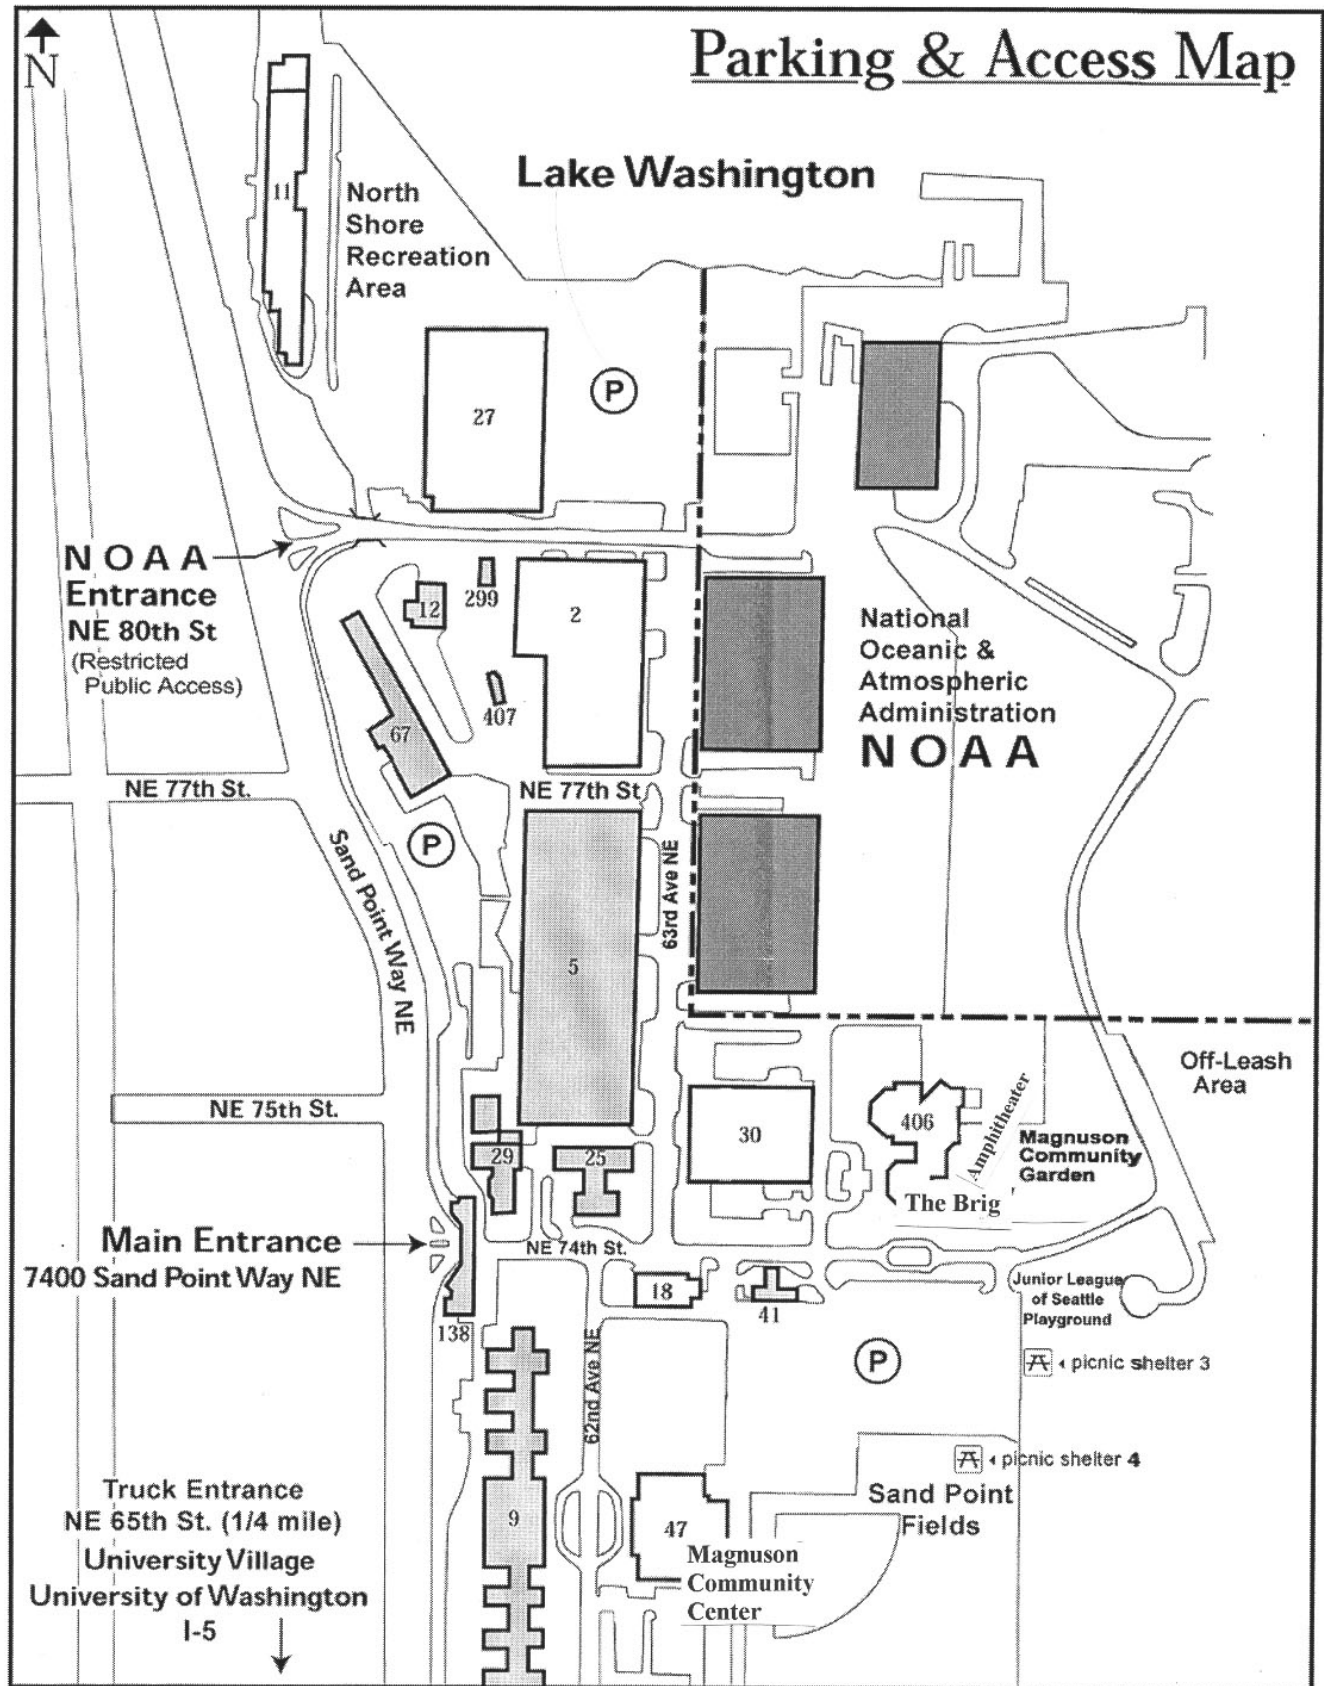 N
Parking & Access Map
Lake Washington
11
North
Shore
Recreation
Area
P
27
NOAA
Entrance
NE 80th St
(Restricted
Public Access)
12
299
2
407
67
National
Oceanic &
Atmospheric
Administration
NOAA
NE 77th St.
NE 77th St
P
Sand Point Way NE
63rd Ave NE
5
Off-Leash
Area
NE 75th St.
29
25
30
406
Amphitheater
Magnuson
Community
Garden
The Brig
Main Entrance
7400 Sand Point Way NE
NE 74th St.
138
18
41
Junior League
of Seattle
Playground
P
picnic shelter 3
62nd Ave NE
picnic shelter 4
Sand Point
Fields
Truck Entrance
NE 65th St. (1/4 mile)
University Village
University of Washington
I-5
9
47
Magnuson
Community
Center